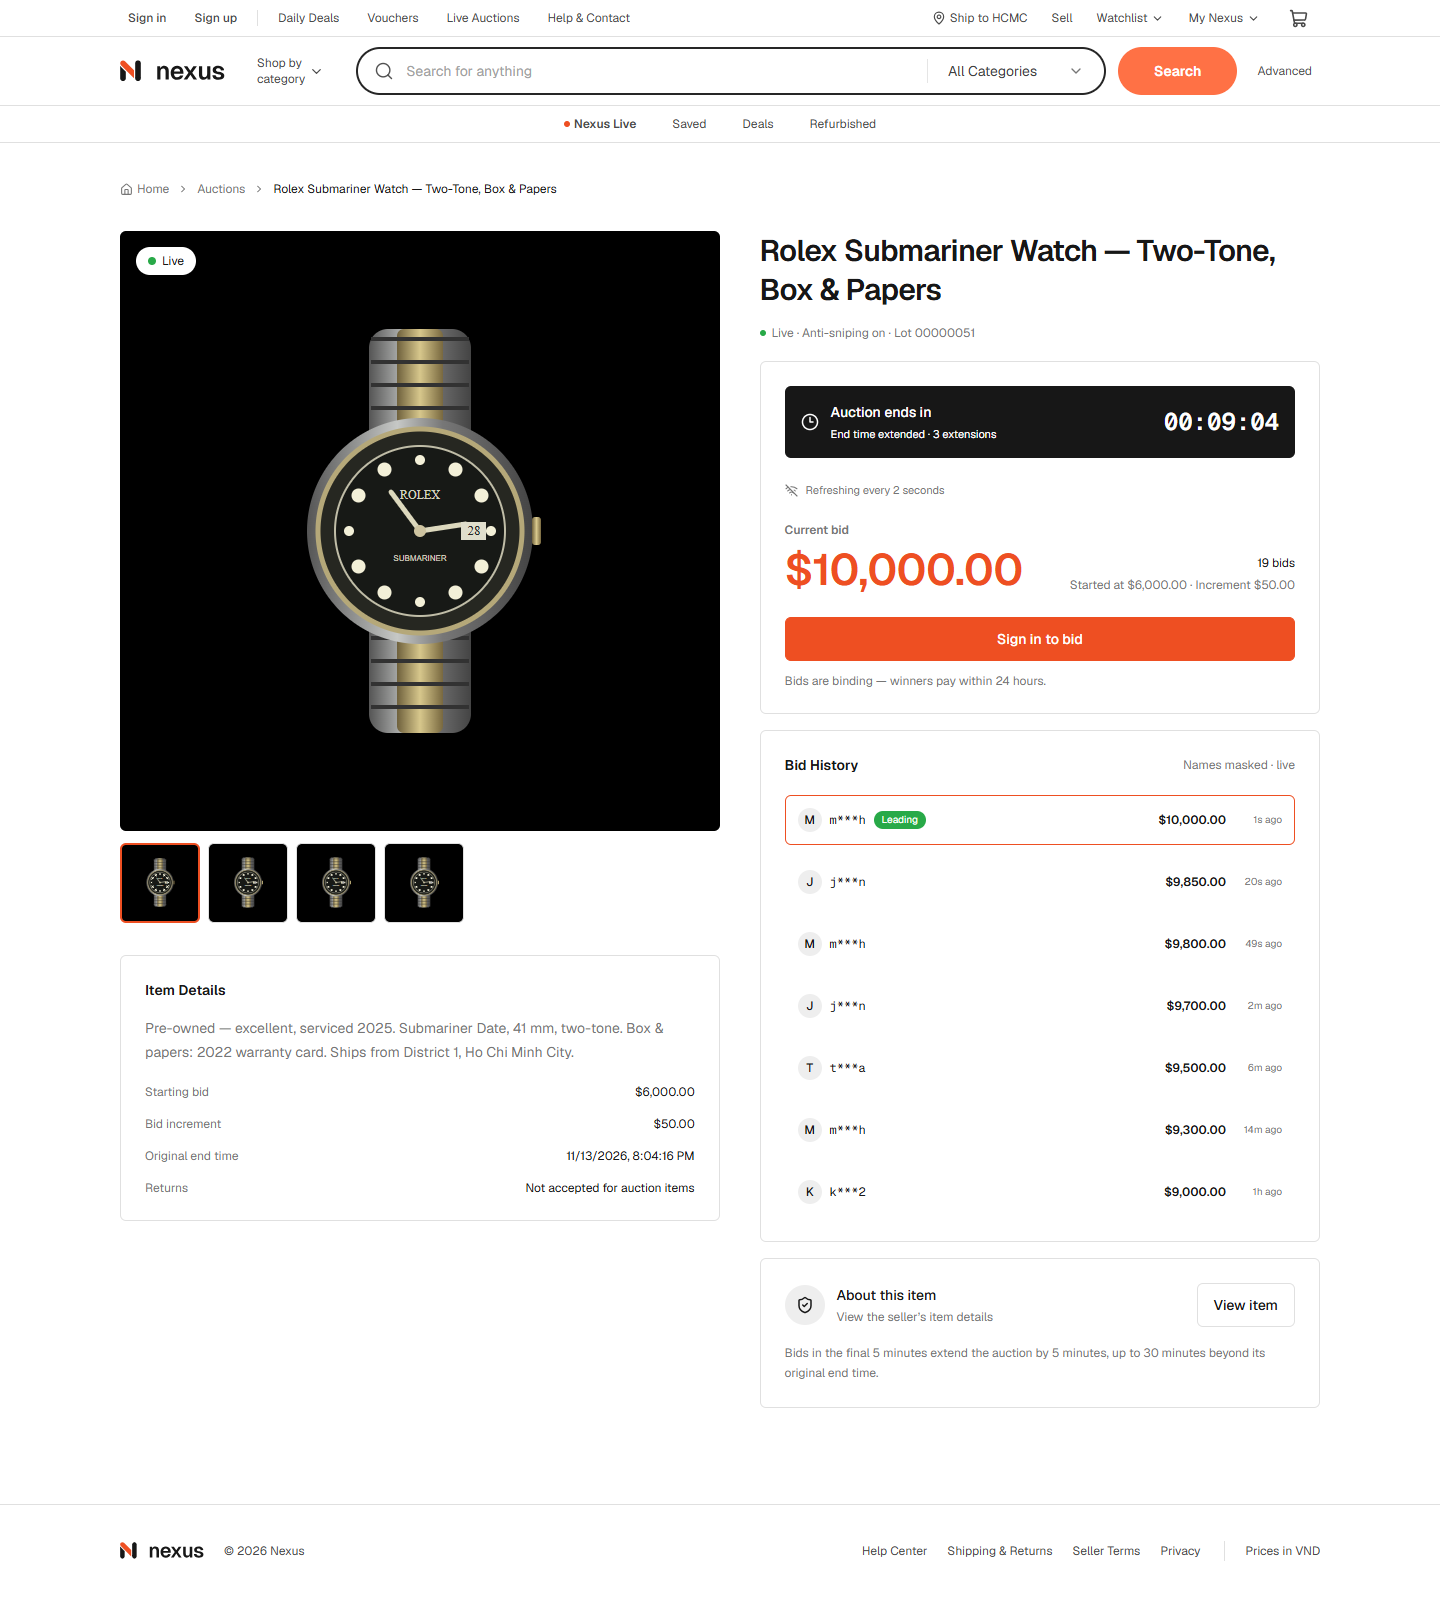 Sign in
Sign up
Daily Deals
Vouchers
Live Auctions
Help & Contact
Ship to HCMC
Sell
Watchlist
My Nexus
nexus
Shop by
category
Search for anything
All Categories
Search
Advanced
Nexus Live
Saved
Deals
Refurbished
Home
Auctions
Rolex Submariner Watch — Two-Tone, Box & Papers
Live
ROLEX
28
SUBMARINER
Item Details
Pre-owned — excellent, serviced 2025. Submariner Date, 41 mm, two-tone. Box &
papers: 2022 warranty card. Ships from District 1, Ho Chi Minh City.
Starting bid $6,000.00
Bid increment $50.00
Original end time 11/13/2026, 8:04:16 PM
Returns Not accepted for auction items
Rolex Submariner Watch — Two-Tone,
Box & Papers
Live · Anti-sniping on · Lot 00000051
Auction ends in
End time extended · 3 extensions
00:09:04
Refreshing every 2 seconds
Current bid
$10,000.00
19 bids
Started at $6,000.00 · Increment $50.00
Sign in to bid
Bids are binding — winners pay within 24 hours.
Bid History
Names masked · live
M m***h Leading $10,000.00 1s ago
J j***n $9,850.00 20s ago
M m***h $9,800.00 49s ago
J j***n $9,700.00 2m ago
T t***a $9,500.00 6m ago
M m***h $9,300.00 14m ago
K k***2 $9,000.00 1h ago
About this item
View the seller's item details
View item
Bids in the final 5 minutes extend the auction by 5 minutes, up to 30 minutes beyond its
original end time.
nexus
© 2026 Nexus
Help Center
Shipping & Returns
Seller Terms
Privacy
Prices in VND